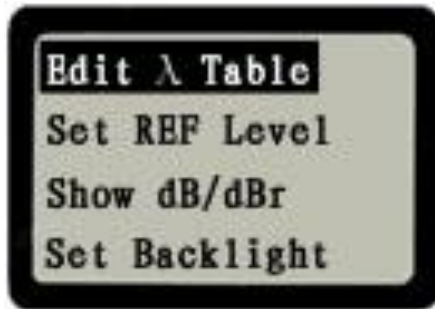 Edit λ Table
Set REF Level
Show dB/dBr
Set Backlight